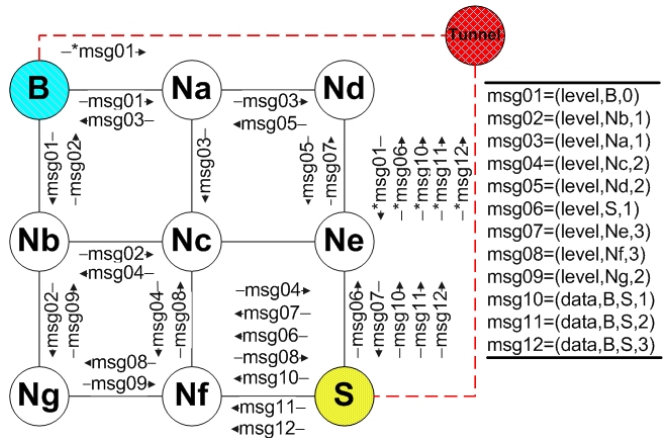 Tunnel
–*msg01→
B
–msg01→
←msg03–
Na
–msg03→
←msg05–
Nd
msg01=(level,B,0)
msg02=(level,Nb,1)
msg03=(level,Na,1)
msg04=(level,Nc,2)
msg05=(level,Nd,2)
msg06=(level,S,1)
msg07=(level,Ne,3)
msg08=(level,Nf,3)
msg09=(level,Ng,2)
msg10=(data,B,S,1)
msg11=(data,B,S,2)
msg12=(data,B,S,3)
←msg01–
–msg02→
←msg03–
←msg05–
–msg07→
←*msg01–
–*msg06→
–*msg10→
–*msg11→
–*msg12→
Nb
–msg02→
←msg04–
Nc
Ne
←msg02–
–msg09→
←msg04–
–msg08→
–msg04→
←msg07–
←msg06–
–msg08→
←msg10–
–msg06→
←msg07–
–msg10→
–msg11→
–msg12→
Ng
←msg08–
–msg09→
Nf
S
←msg11–
←msg12–